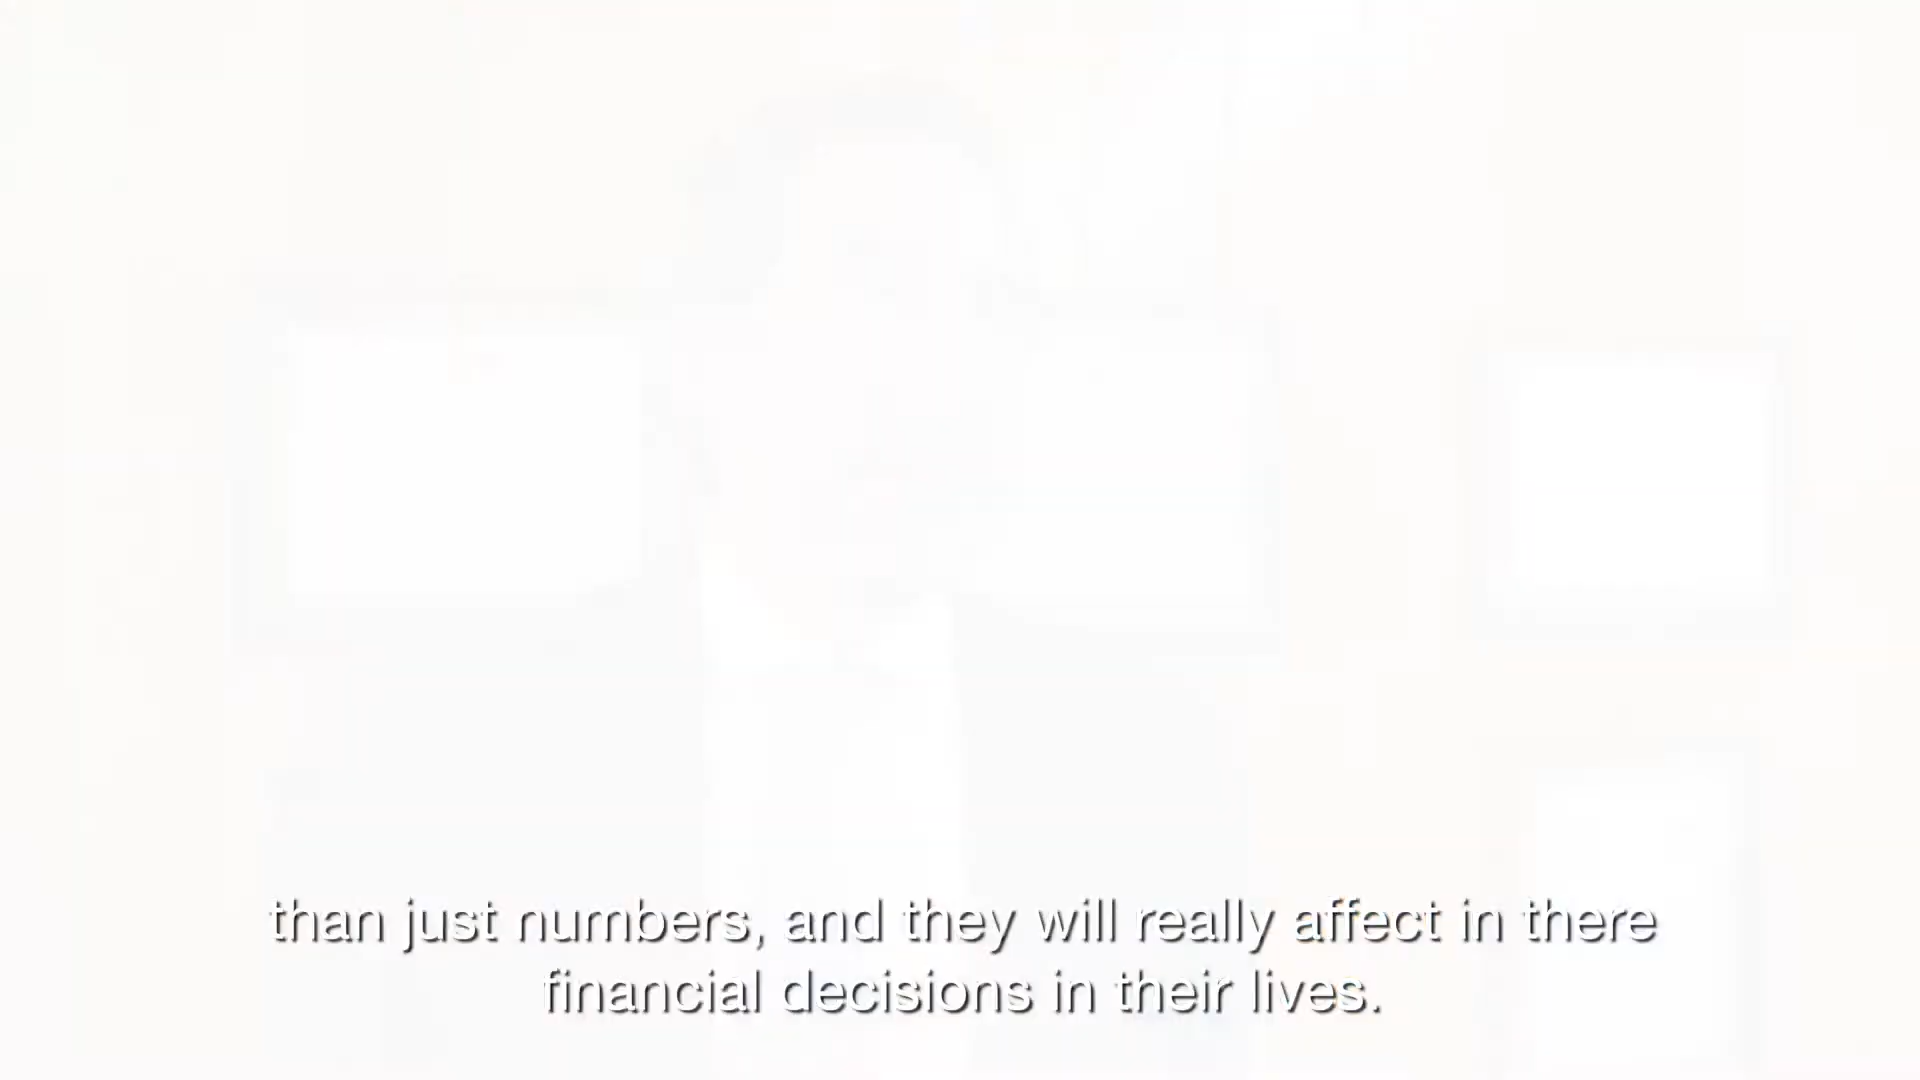 than just numbers, and they will really affect in there
financial decisions in their lives.